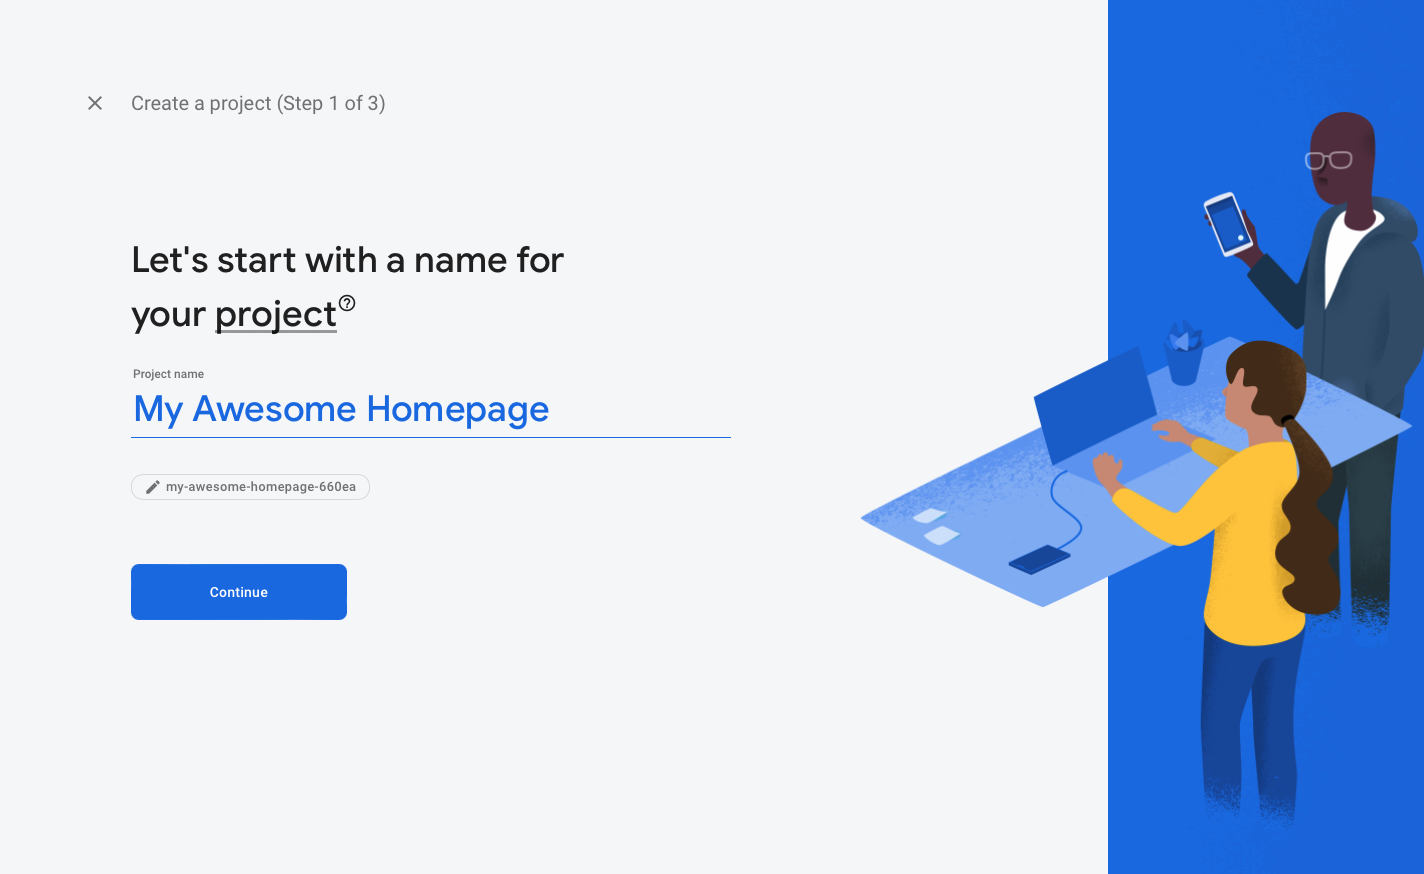 Create a project (Step 1 of 3)
Let's start with a name for
your project
Project name
My Awesome Homepage
my-awesome-homepage-660ea
Continue